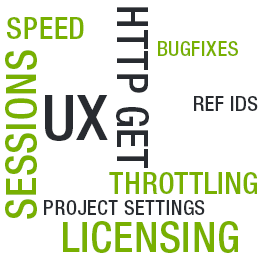 SPEED
HTTP GET
BUGFIXES
SESSIONS
UX
REF IDS
THROTTLING
PROJECT SETTINGS
LICENSING